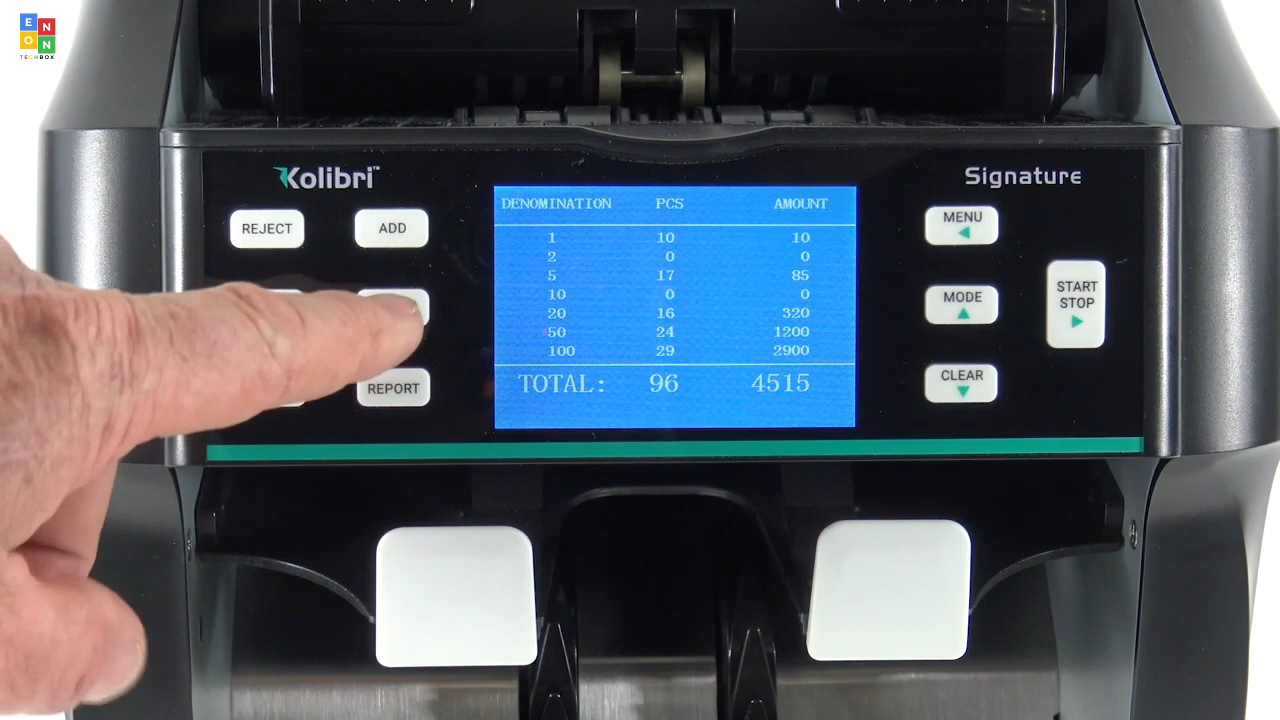 E N
O N
TECHBOX
Kolibri™
Signature
REJECT
ADD
REPORT
DENOMINATION PCS AMOUNT
1 10 10
2 0 0
5 17 85
10 0 0
20 16 320
50 24 1200
100 29 2900
TOTAL: 96 4515
MENU
MODE
CLEAR
START
STOP